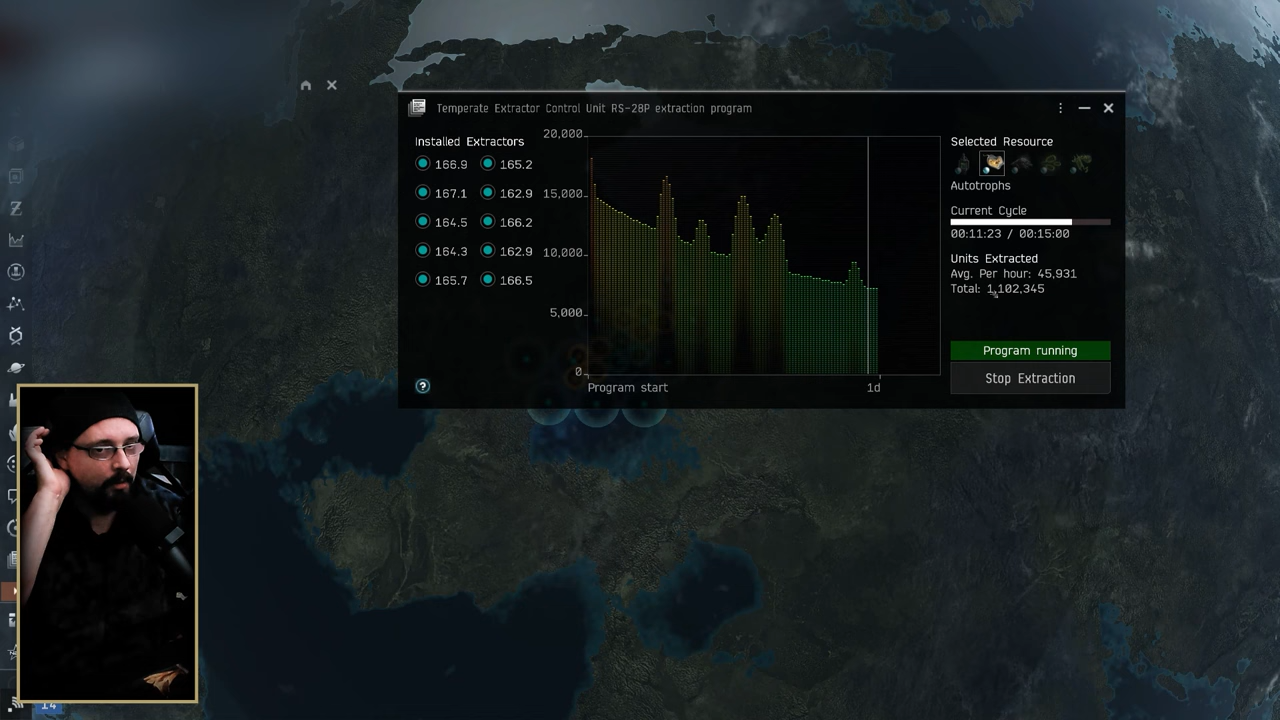 Temperate Extractor Control Unit RS-28P extraction program
Installed Extractors
166.9 165.2
167.1 162.9
164.5 166.2
164.3 162.9
165.7 166.5
20,000
15,000
10,000
5,000
0
Program start 1d
Selected Resource
Autotrophs
Current Cycle
00:11:23 / 00:15:00
Units Extracted
Avg. Per hour: 45,931
Total: 1,102,345
Program running
Stop Extraction
?
14